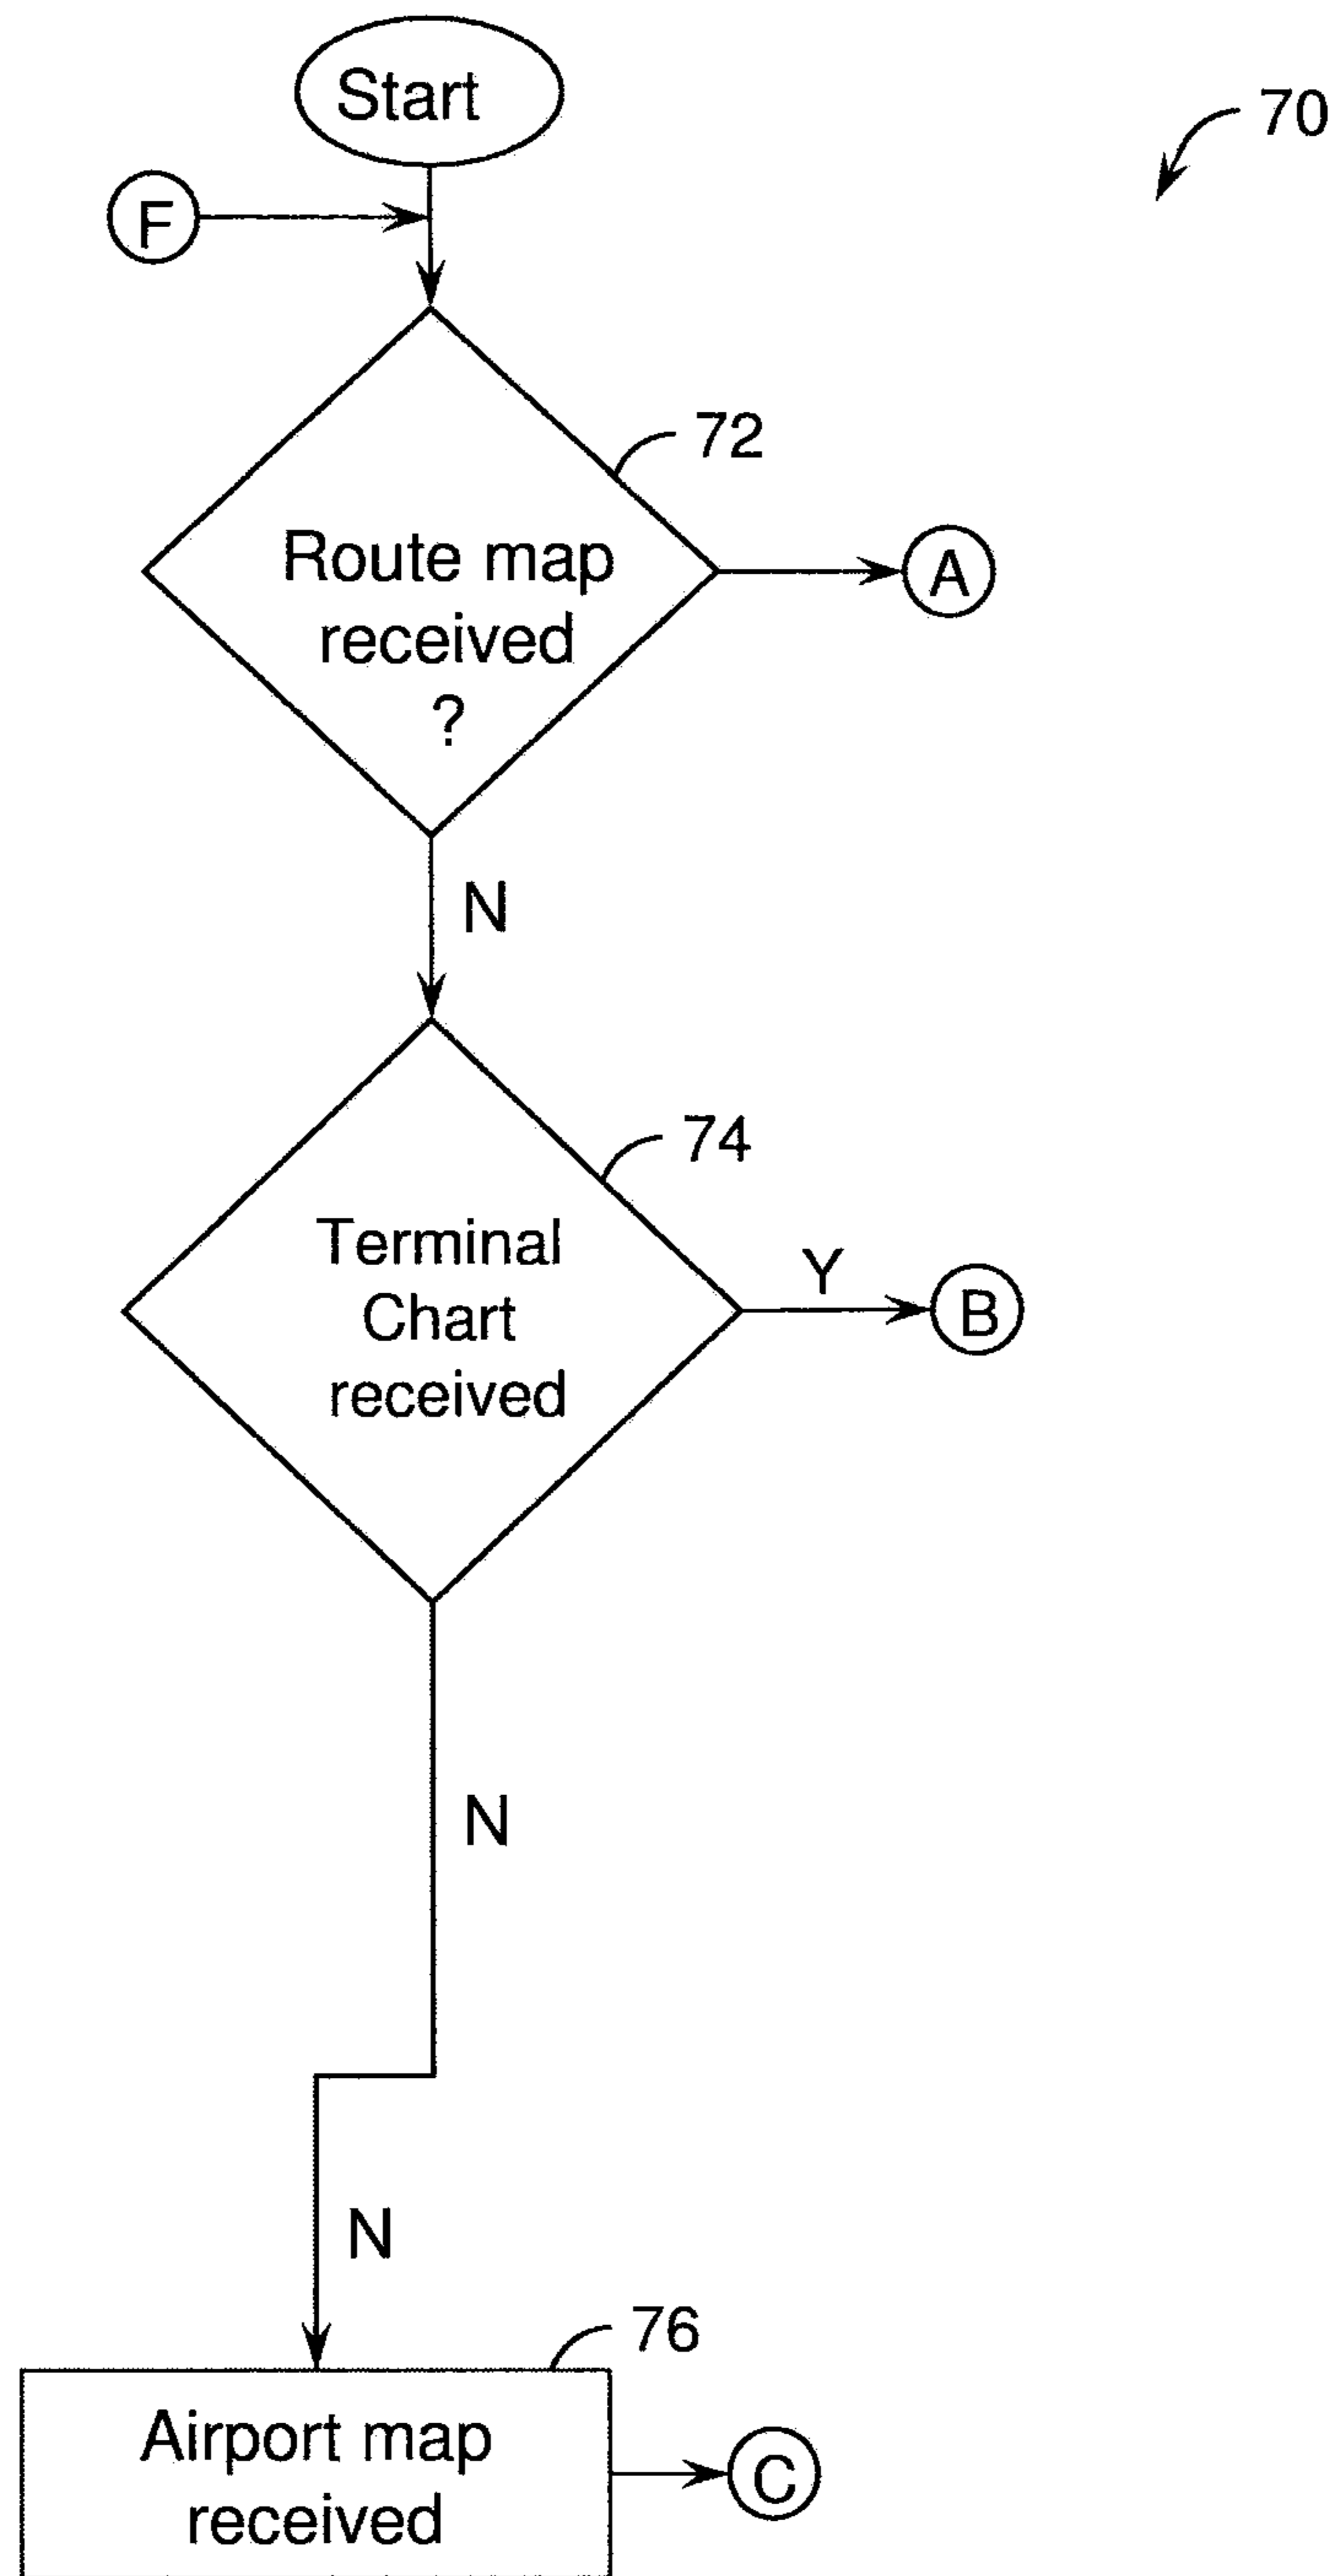 Start
70
F
72
Route map
received
?
A
N
74
Terminal
Chart
received
Y
B
N
N
76
Airport map
received
C